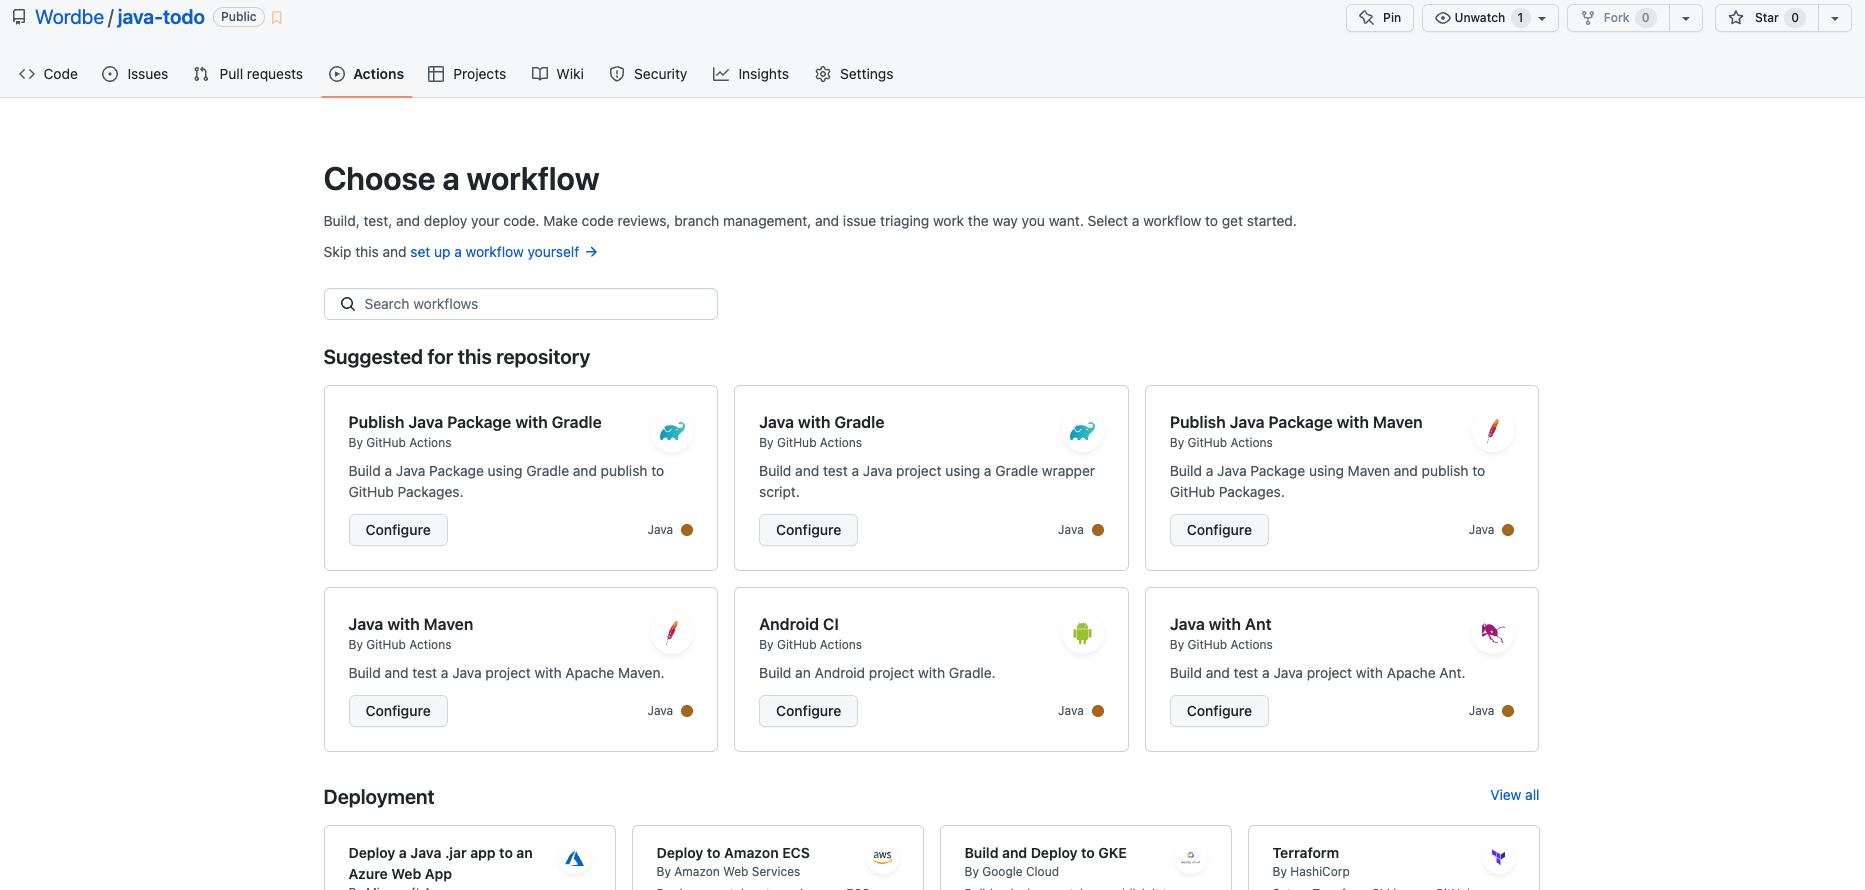 Wordbe / java-todo Public
Pin
Unwatch 1
Fork 0
Star 0
Code
Issues
Pull requests
Actions
Projects
Wiki
Security
Insights
Settings
Choose a workflow
Build, test, and deploy your code. Make code reviews, branch management, and issue triaging work the way you want. Select a workflow to get started.
Skip this and set up a workflow yourself →
Search workflows
Suggested for this repository
Publish Java Package with Gradle
By GitHub Actions
Build a Java Package using Gradle and publish to
GitHub Packages.
Configure
Java
Java with Gradle
By GitHub Actions
Build and test a Java project using a Gradle wrapper
script.
Configure
Java
Publish Java Package with Maven
By GitHub Actions
Build a Java Package using Maven and publish to
GitHub Packages.
Configure
Java
Java with Maven
By GitHub Actions
Build and test a Java project with Apache Maven.
Configure
Java
Android CI
By GitHub Actions
Build an Android project with Gradle.
Configure
Java
Java with Ant
By GitHub Actions
Build and test a Java project with Apache Ant.
Configure
Java
Deployment
View all
Deploy a Java .jar app to an
Azure Web App
Deploy to Amazon ECS
aws
By Amazon Web Services
Build and Deploy to GKE
By Google Cloud
Terraform
By HashiCorp